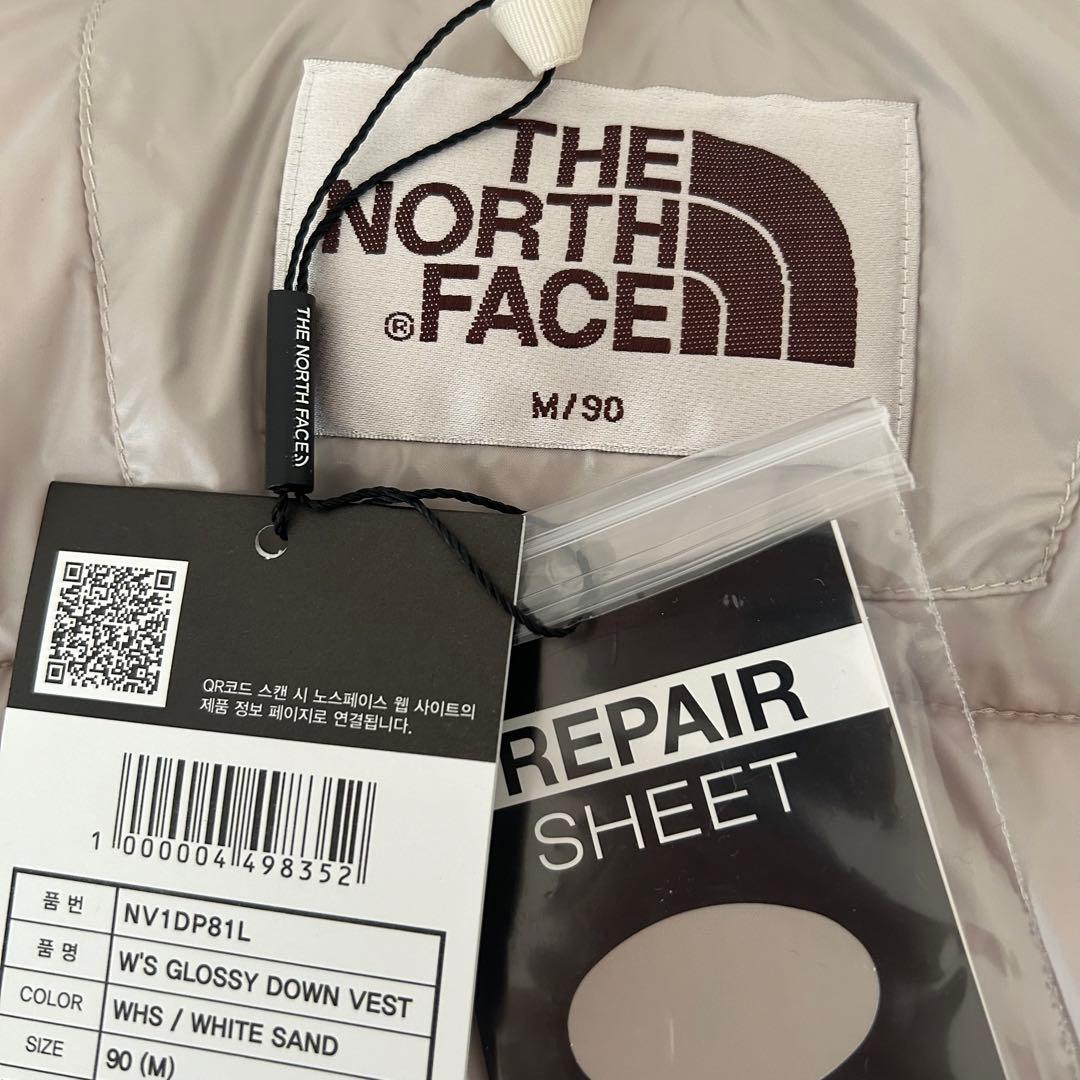 THE
NORTH
®FACE
M/90
THE NORTH FACE
QR코드 스캔 시 노스페이스 웹 사이트의
제품 정보 페이지로 연결됩니다.
1 000004 498352
품 번 NV1DP81L
품 명 W'S GLOSSY DOWN VEST
COLOR WHS / WHITE SAND
SIZE 90 (M)
REPAIR
SHEET